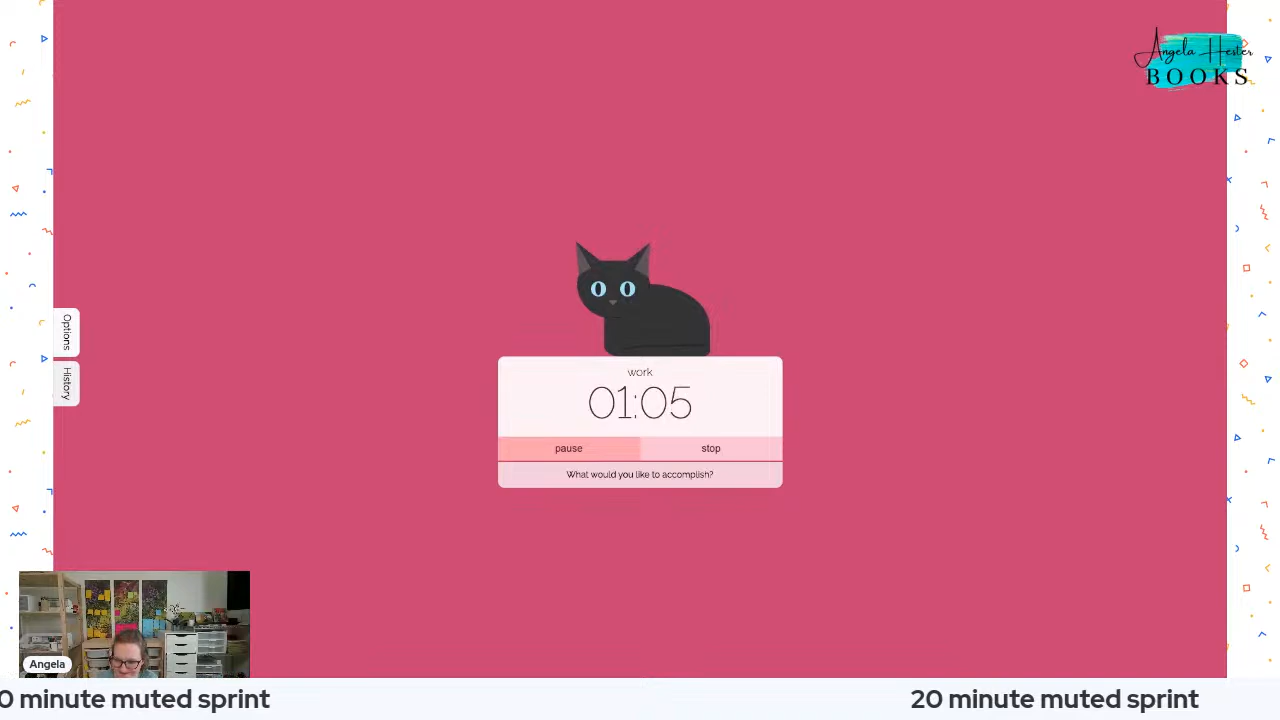 Angela Hester
BOOKS
Options
History
work
01:05
pause
stop
What would you like to accomplish?
Angela
0 minute muted sprint
20 minute muted sprint